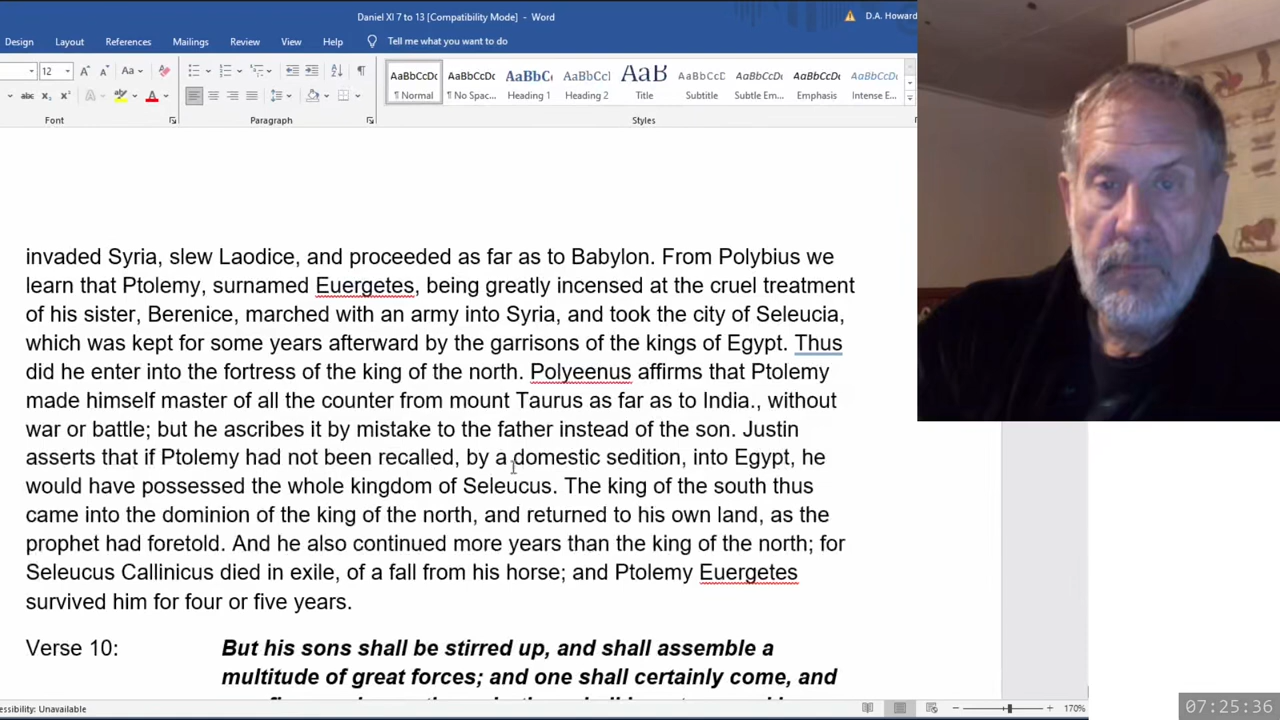 Daniel XI 7 to 13 [Compatibility Mode] - Word
D.A. Howard
Design Layout References Mailings Review View Help Tell me what you want to do
12 Aa
abc x₂ x² A A
AaBbCcDc AaBbCcDc AaBbC AaBbCc AaB AaBbCcD AaBbCcDc AaBbCcDc AaBbCcDc
¶ Normal ¶ No Spac... Heading 1 Heading 2 Title Subtitle Subtle Em... Emphasis Intense E...
Font Paragraph Styles
invaded Syria, slew Laodice, and proceeded as far as to Babylon. From Polybius we
learn that Ptolemy, surnamed Euergetes, being greatly incensed at the cruel treatment
of his sister, Berenice, marched with an army into Syria, and took the city of Seleucia,
which was kept for some years afterward by the garrisons of the kings of Egypt. Thus
did he enter into the fortress of the king of the north. Polyeenus affirms that Ptolemy
made himself master of all the counter from mount Taurus as far as to India., without
war or battle; but he ascribes it by mistake to the father instead of the son. Justin
asserts that if Ptolemy had not been recalled, by a domestic sedition, into Egypt, he
would have possessed the whole kingdom of Seleucus. The king of the south thus
came into the dominion of the king of the north, and returned to his own land, as the
prophet had foretold. And he also continued more years than the king of the north; for
Seleucus Callinicus died in exile, of a fall from his horse; and Ptolemy Euergetes
survived him for four or five years.
Verse 10: But his sons shall be stirred up, and shall assemble a
multitude of great forces; and one shall certainly come, and
essibility: Unavailable
170%
07:25:36